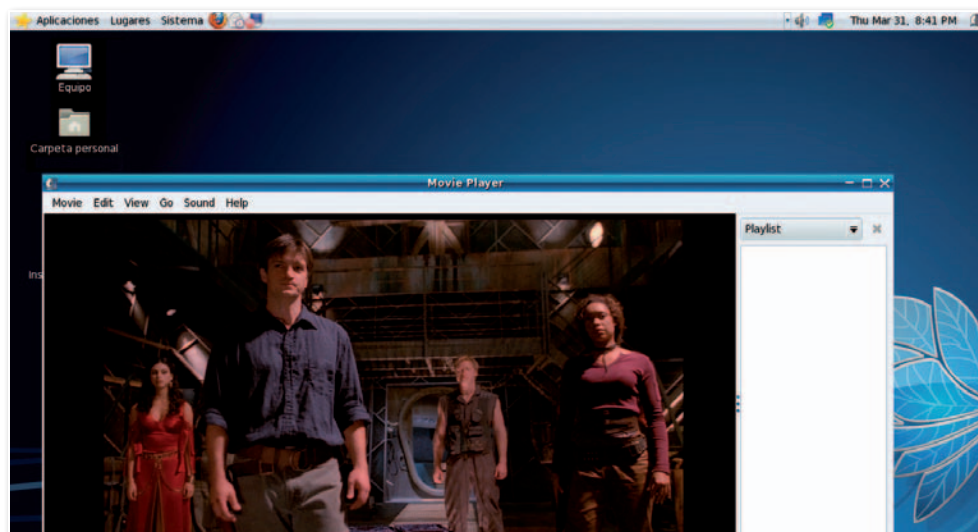 Aplicaciones Lugares Sistema Thu Mar 31, 8:41 PM
Equipo
Carpeta personal
Movie Player
Movie Edit View Go Sound Help
Playlist
Ins